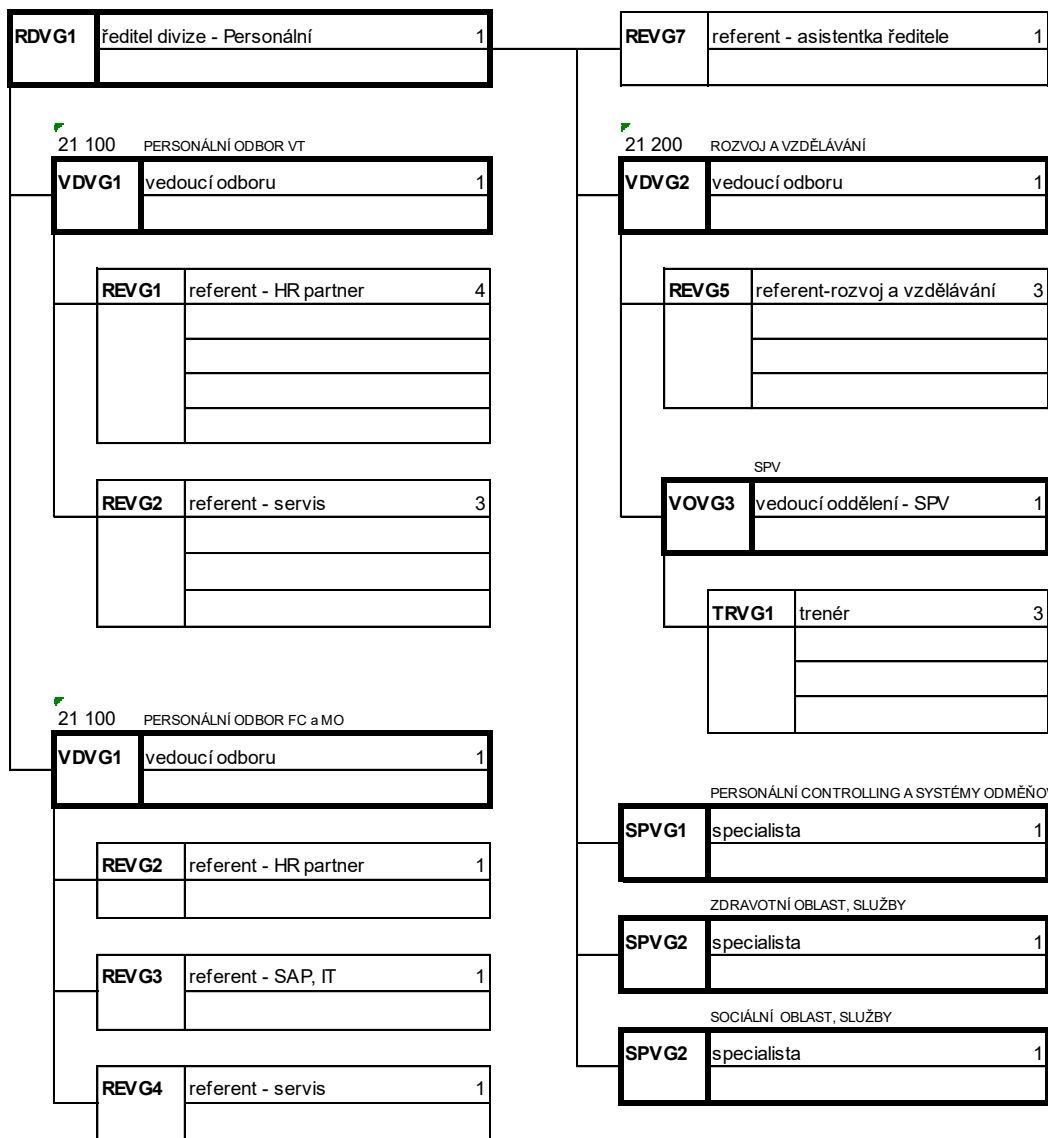 RDVG1 ředitel divize - Personální 1
21 100 PERSONÁLNÍ ODBOR VT
VDVG1 vedoucí odboru 1
REVG1 referent - HR partner 4
REVG2 referent - servis 3
21 100 PERSONÁLNÍ ODBOR FC a MO
VDVG1 vedoucí odboru 1
REVG2 referent - HR partner 1
REVG3 referent - SAP, IT 1
REVG4 referent - servis 1
REVG7 referent - asistentka ředitele 1
21 200 ROZVOJ A VZDĚLÁVÁNÍ
VDVG2 vedoucí odboru 1
REVG5 referent-rozvoj a vzdělávání 3
SPV
VOVG3 vedoucí oddělení - SPV 1
TRVG1 trenér 3
PERSONÁLNÍ CONTROLLING A SYSTÉMY
SPVG1 specialista 1
ZDRAVOTNÍ OBLAST, SLUŽBY
SPVG2 specialista 1
SOCIÁLNÍ OBLAST, SLUŽBY
SPVG2 specialista 1